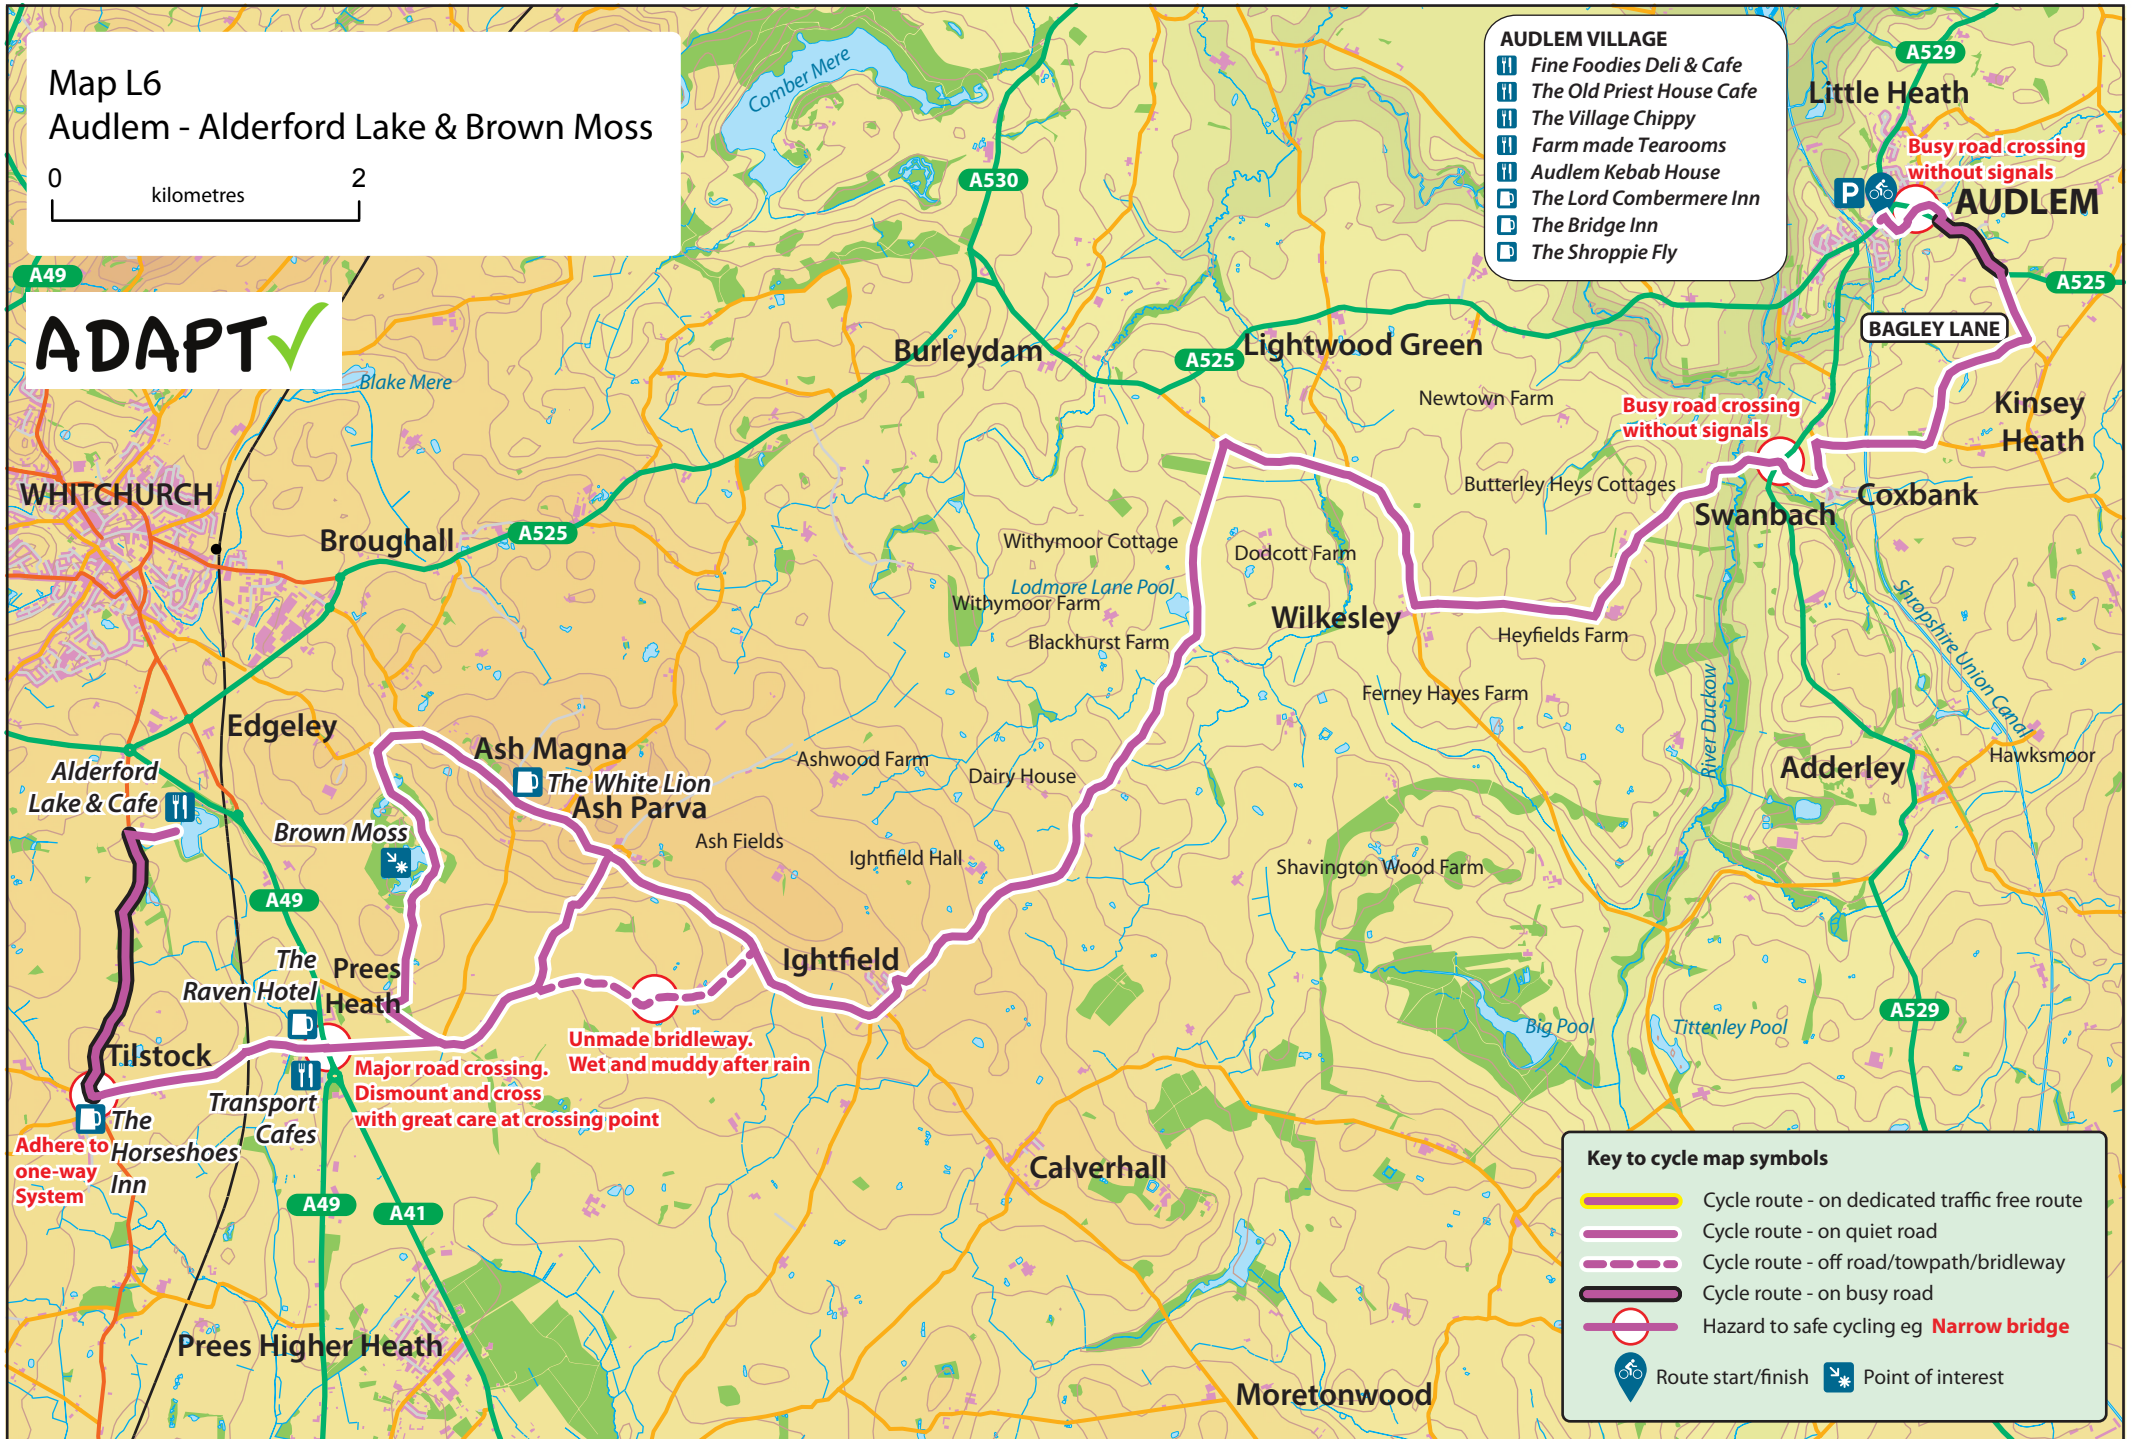 Map L6
Audlem - Alderford Lake & Brown Moss
0
2
kilometres
ADAPT
AUDLEM VILLAGE
Fine Foodies Deli & Cafe
The Old Priest House Cafe
The Village Chippy
Farm made Tearooms
Audlem Kebab House
The Lord Combermere Inn
The Bridge Inn
The Shroppie Fly
Comber Mere
A530
A529
Little Heath
Busy road crossing
without signals
P
AUDLEM
A525
BAGLEY LANE
A49
Blake Mere
Burleydam
A525
Lightwood Green
Newtown Farm
Busy road crossing
without signals
Kinsey
Heath
Butterley Heys Cottages
Coxbank
Swanbach
WHITCHURCH
Broughall
A525
Withymoor Cottage
Dodcott Farm
Lodmore Lane Pool
Withymoor Farm
Blackhurst Farm
Wilkesley
Heyfields Farm
Shropshire Union Canal
River Duckow
Ferney Hayes Farm
Edgeley
Ash Magna
The White Lion
Ash Parva
Ashwood Farm
Dairy House
Adderley
Hawksmoor
Alderford
Lake & Cafe
Brown Moss
Ash Fields
Ightfield Hall
Shavington Wood Farm
A49
The
Raven Hotel
Prees
Heath
Ightfield
A529
Big Pool
Tittenley Pool
Tilstock
Unmade bridleway.
Wet and muddy after rain
Major road crossing.
Dismount and cross
with great care at crossing point
Transport
Cafes
The
Horseshoes
Inn
Adhere to
one-way
System
Calverhall
A49
A41
Prees Higher Heath
Moretonwood
Key to cycle map symbols
Cycle route - on dedicated traffic free route
Cycle route - on quiet road
Cycle route - off road/towpath/bridleway
Cycle route - on busy road
Hazard to safe cycling eg Narrow bridge
Route start/finish
Point of interest